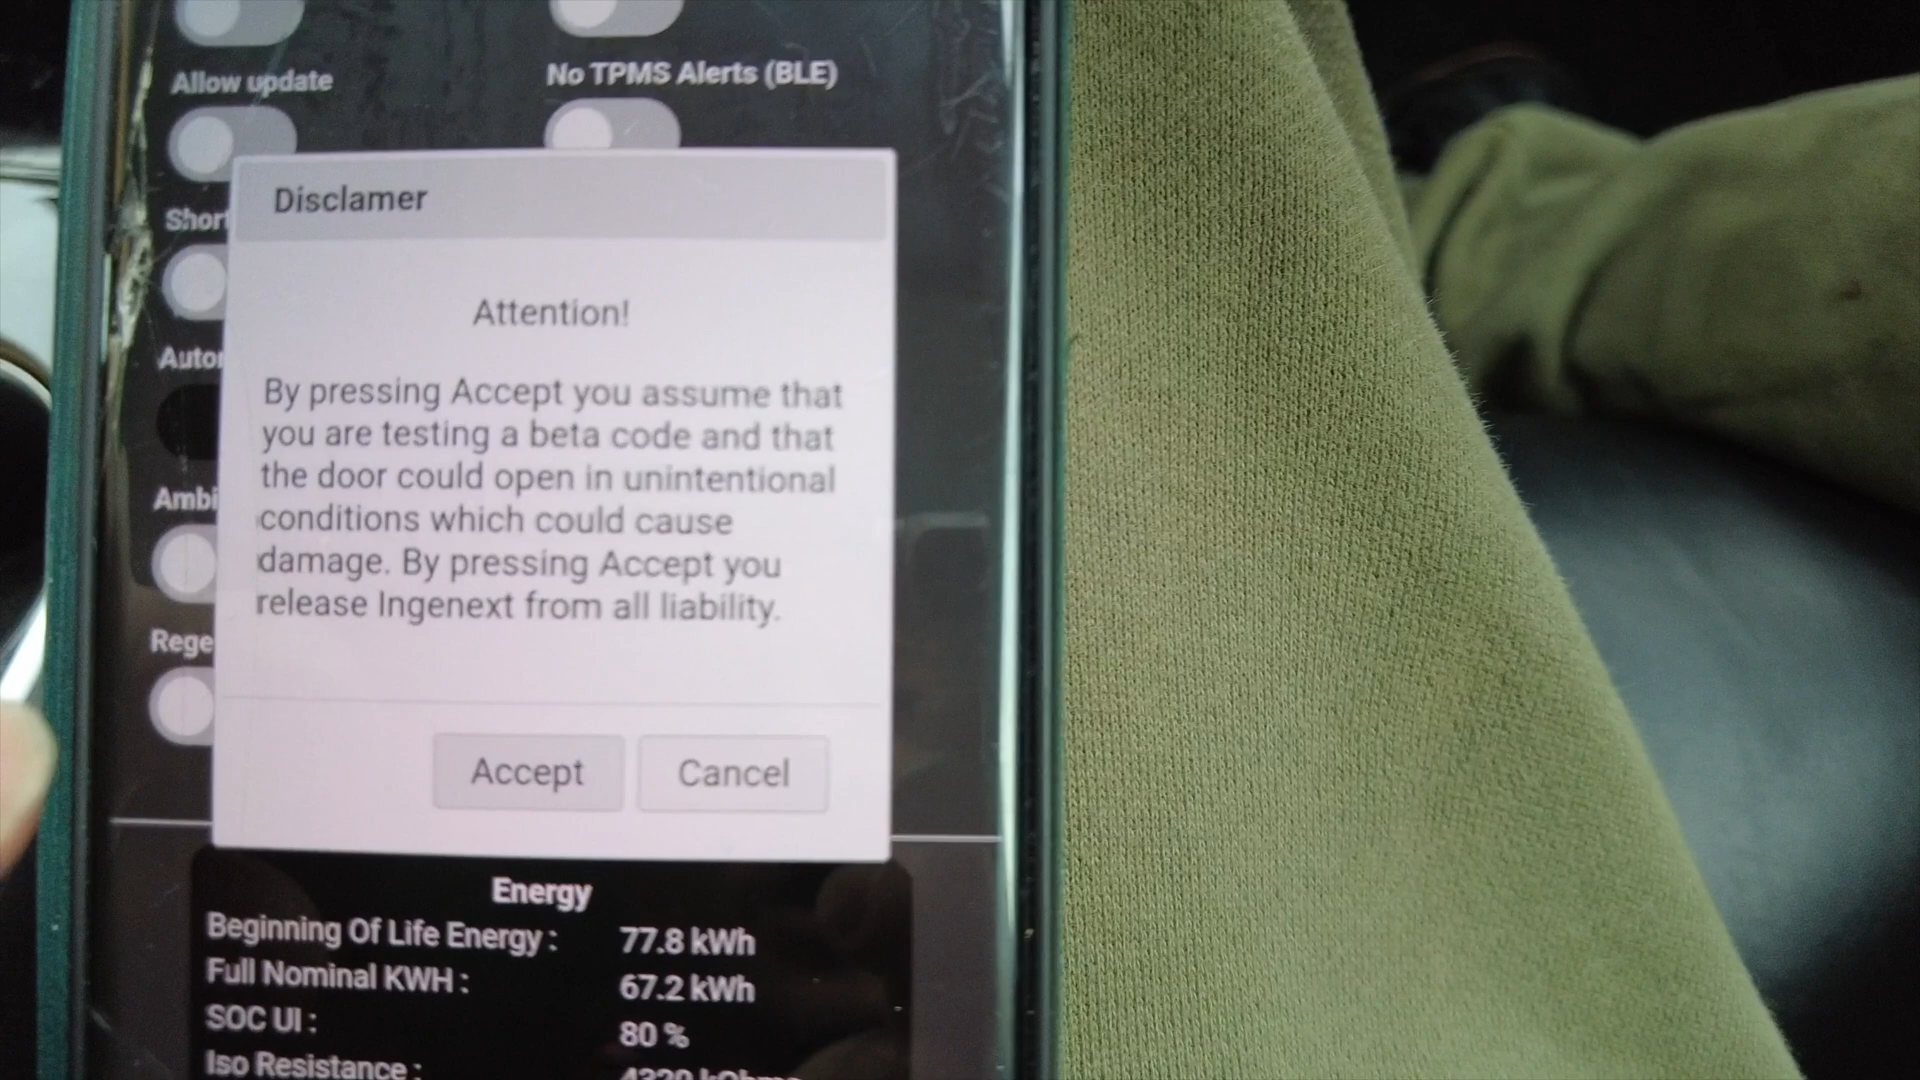 Allow update
No TPMS Alerts (BLE)
Disclamer
Attention!
By pressing Accept you assume that
you are testing a beta code and that
the door could open in unintentional
conditions which could cause
damage. By pressing Accept you
release Ingenext from all liability.
Accept
Cancel
Energy
Beginning Of Life Energy : 77.8 kWh
Full Nominal KWH : 67.2 kWh
SOC UI : 80 %
Iso Resistance :